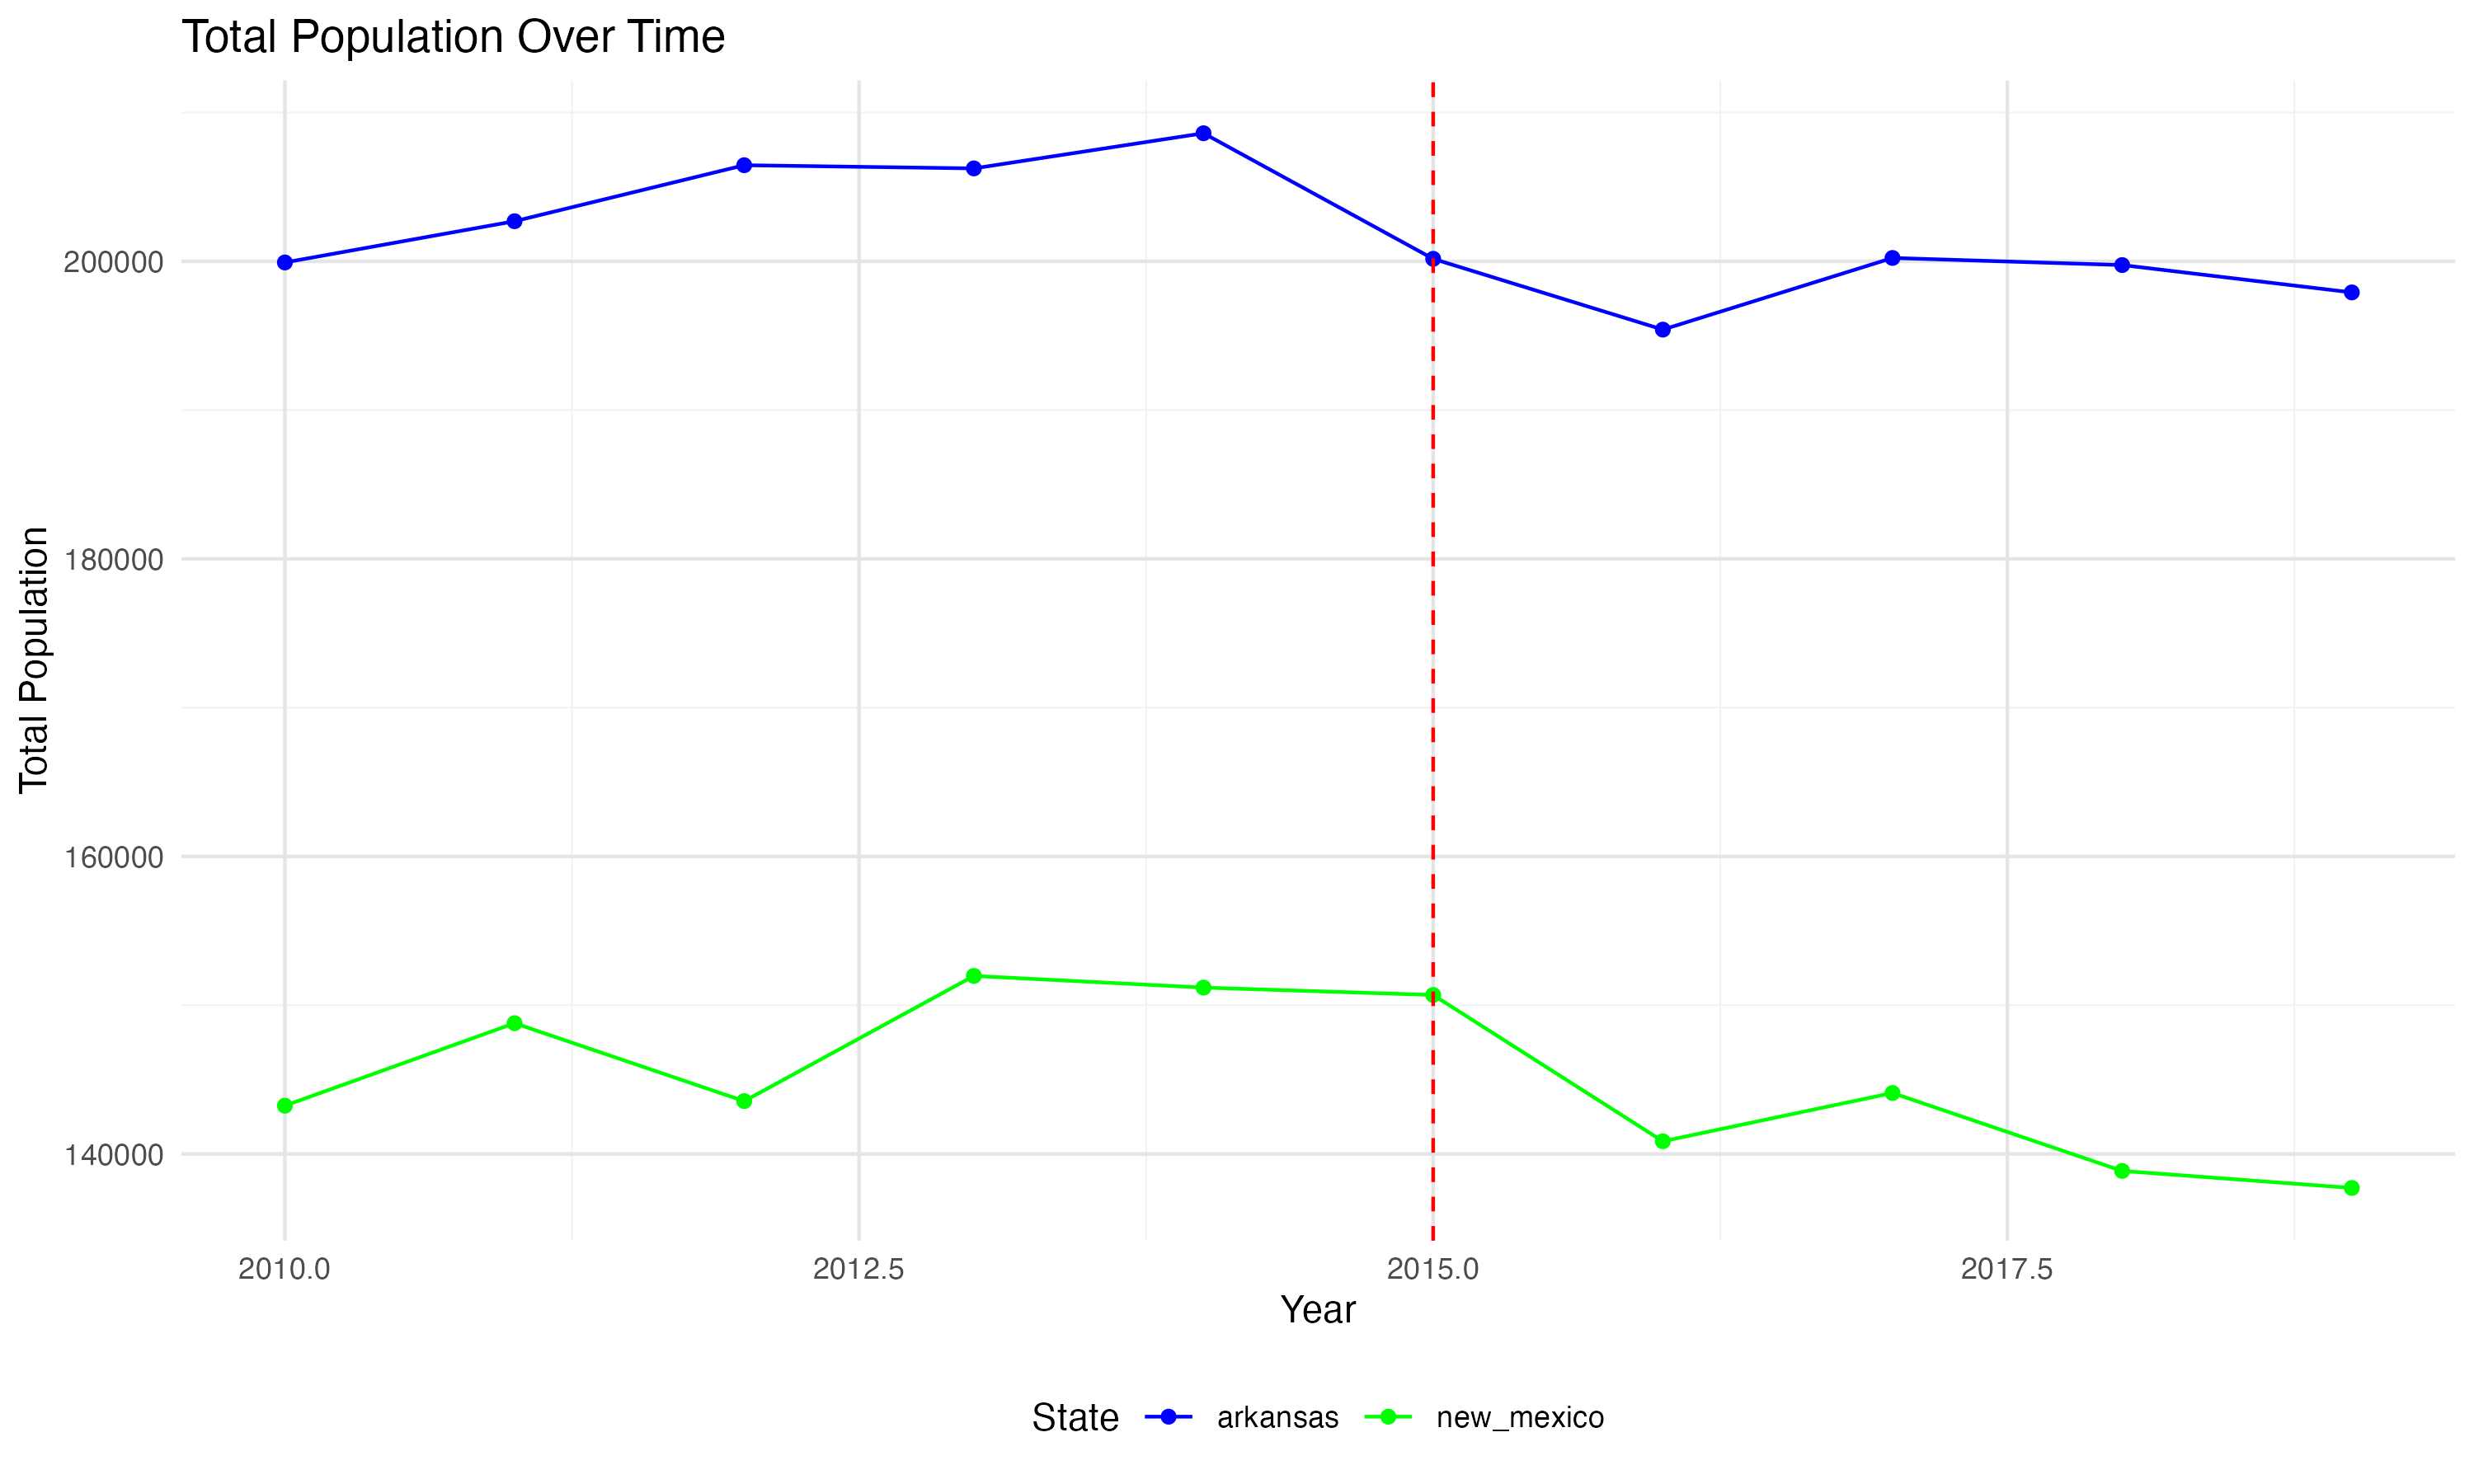 Total Population Over Time
Total Population
200000
180000
160000
140000
2010.0 2012.5 2015.0 2017.5
Year
State arkansas new_mexico